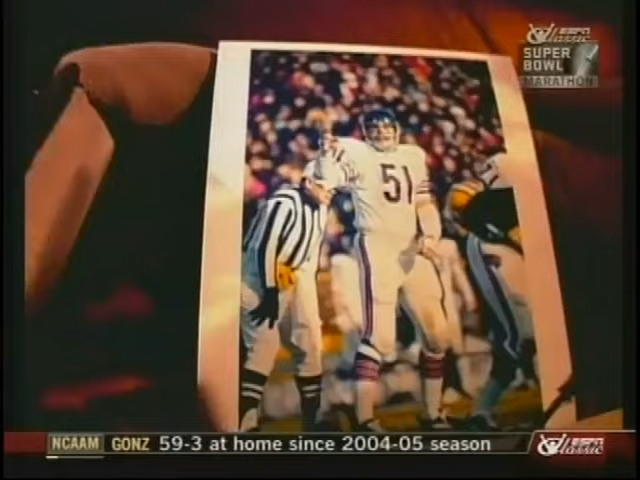 ESPN
Classic
SUPER
BOWL
MARATHON
51
NCAAM GONZ 59-3 at home since 2004-05 season
ESPN
Classic